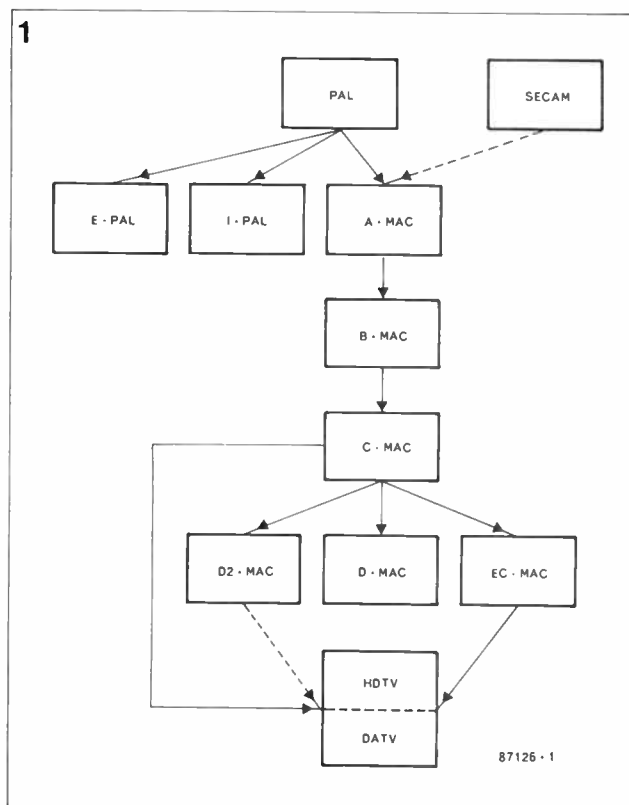 1
PAL
SECAM
E - PAL
I - PAL
A - MAC
B - MAC
C - MAC
D2 - MAC
D - MAC
EC - MAC
HDTV
DATV
87126 - 1